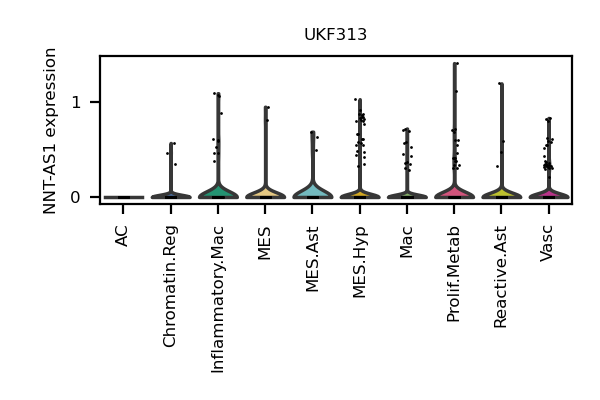 UKF313
NNT-AS1 expression
1
0
AC
Chromatin.Reg
Inflammatory.Mac
MES
MES.Ast
MES.Hyp
Mac
Prolif.Metab
Reactive.Ast
Vasc